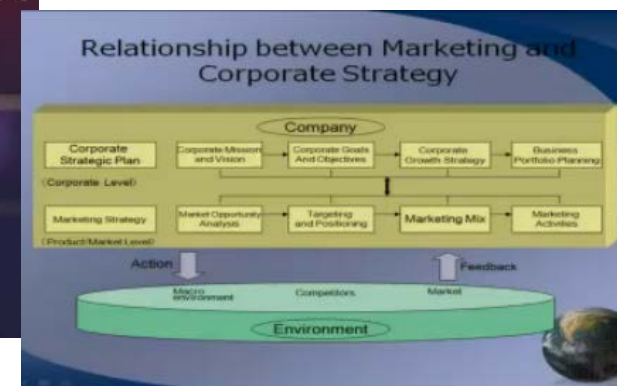 Relationship between Marketing and
Corporate Strategy
Company
Corporate
Strategic Plan
Corporate Mission
and Vision
Corporate Goals
And Objectives
Corporate
Growth Strategy
Business
Portfolio Planning
(Corporate Level)
Marketing Strategy
Market Opportunity
Analysis
Targeting
and Positioning
Marketing Mix
Marketing
Activities
(Product/Market Level)
Action
Feedback
Macro
environment
Competitors
Market
Environment